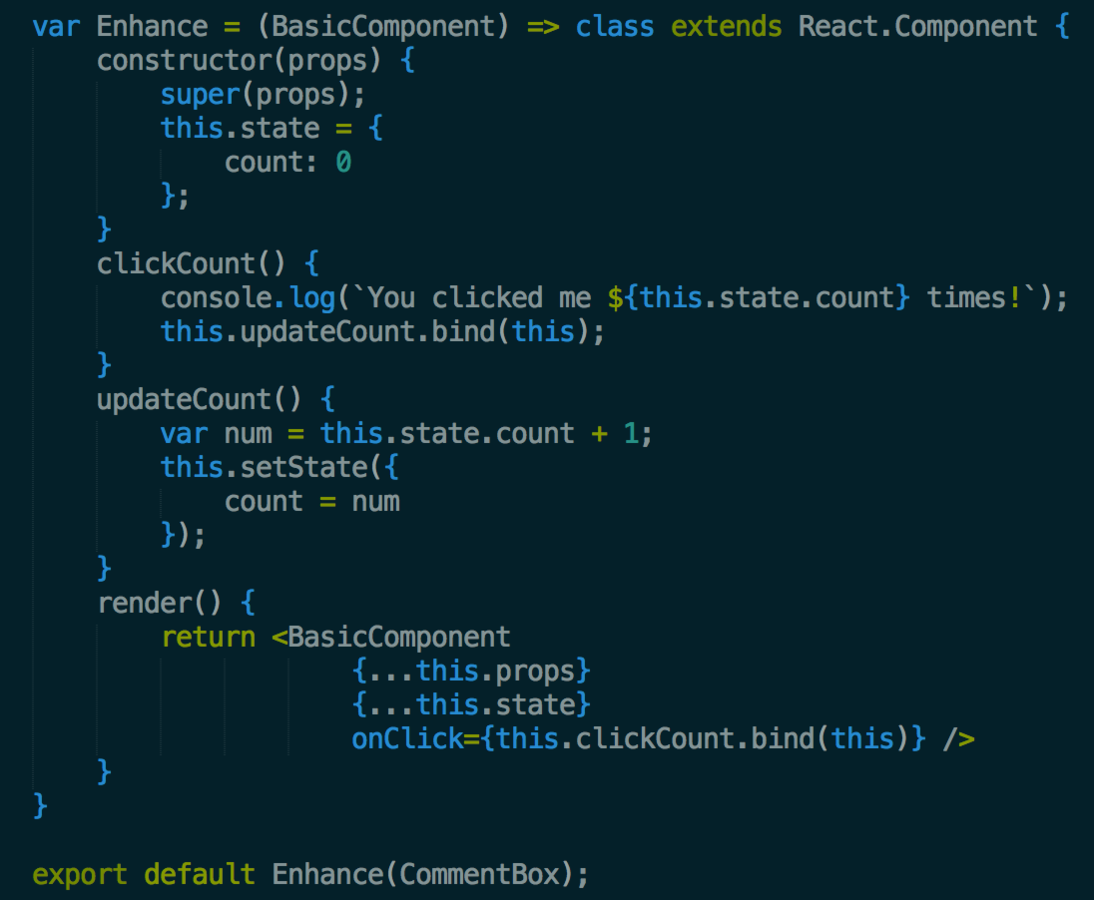 var Enhance = (BasicComponent) => class extends React.Component {
    constructor(props) {
        super(props);
        this.state = {
            count: 0
        };
    }
    clickCount() {
        console.log(`You clicked me ${this.state.count} times!`);
        this.updateCount.bind(this);
    }
    updateCount() {
        var num = this.state.count + 1;
        this.setState({
            count = num
        });
    }
    render() {
        return <BasicComponent
                    {...this.props}
                    {...this.state}
                    onClick={this.clickCount.bind(this)} />
    }
}

export default Enhance(CommentBox);